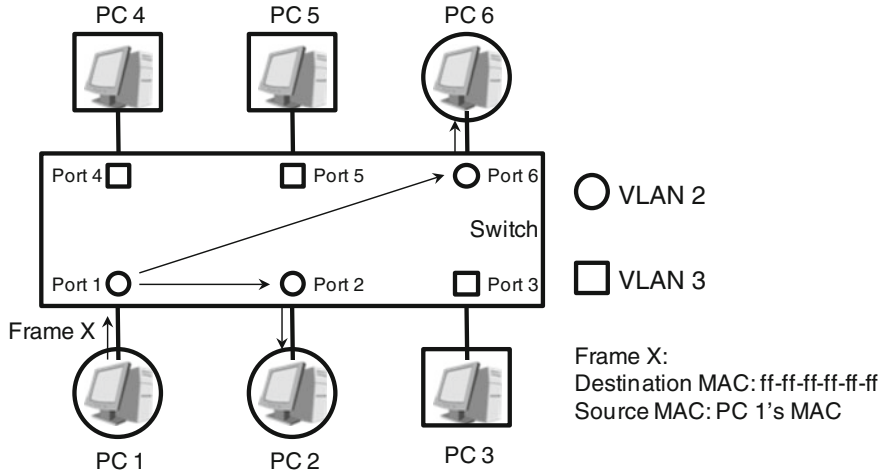 PC 4
PC 5
PC 6
Port 4
Port 5
Port 6
VLAN 2
Switch
Port 1
Port 2
Port 3
VLAN 3
Frame X
Frame X:
Destination MAC: ff-ff-ff-ff-ff-ff
Source MAC: PC 1's MAC
PC 1
PC 2
PC 3